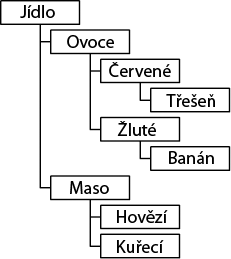 Jídlo
Ovoce
Červené
Třešeň
Žluté
Banán
Maso
Hovězí
Kuřecí